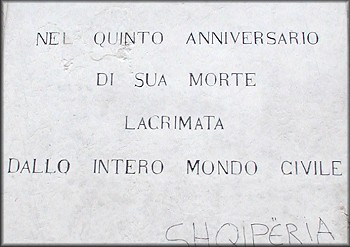 NEL QUINTO ANNIVERSARIO
DI SUA MORTE
LACRIMATA
DALLO INTERO MONDO CIVILE
SHQIPËRIA